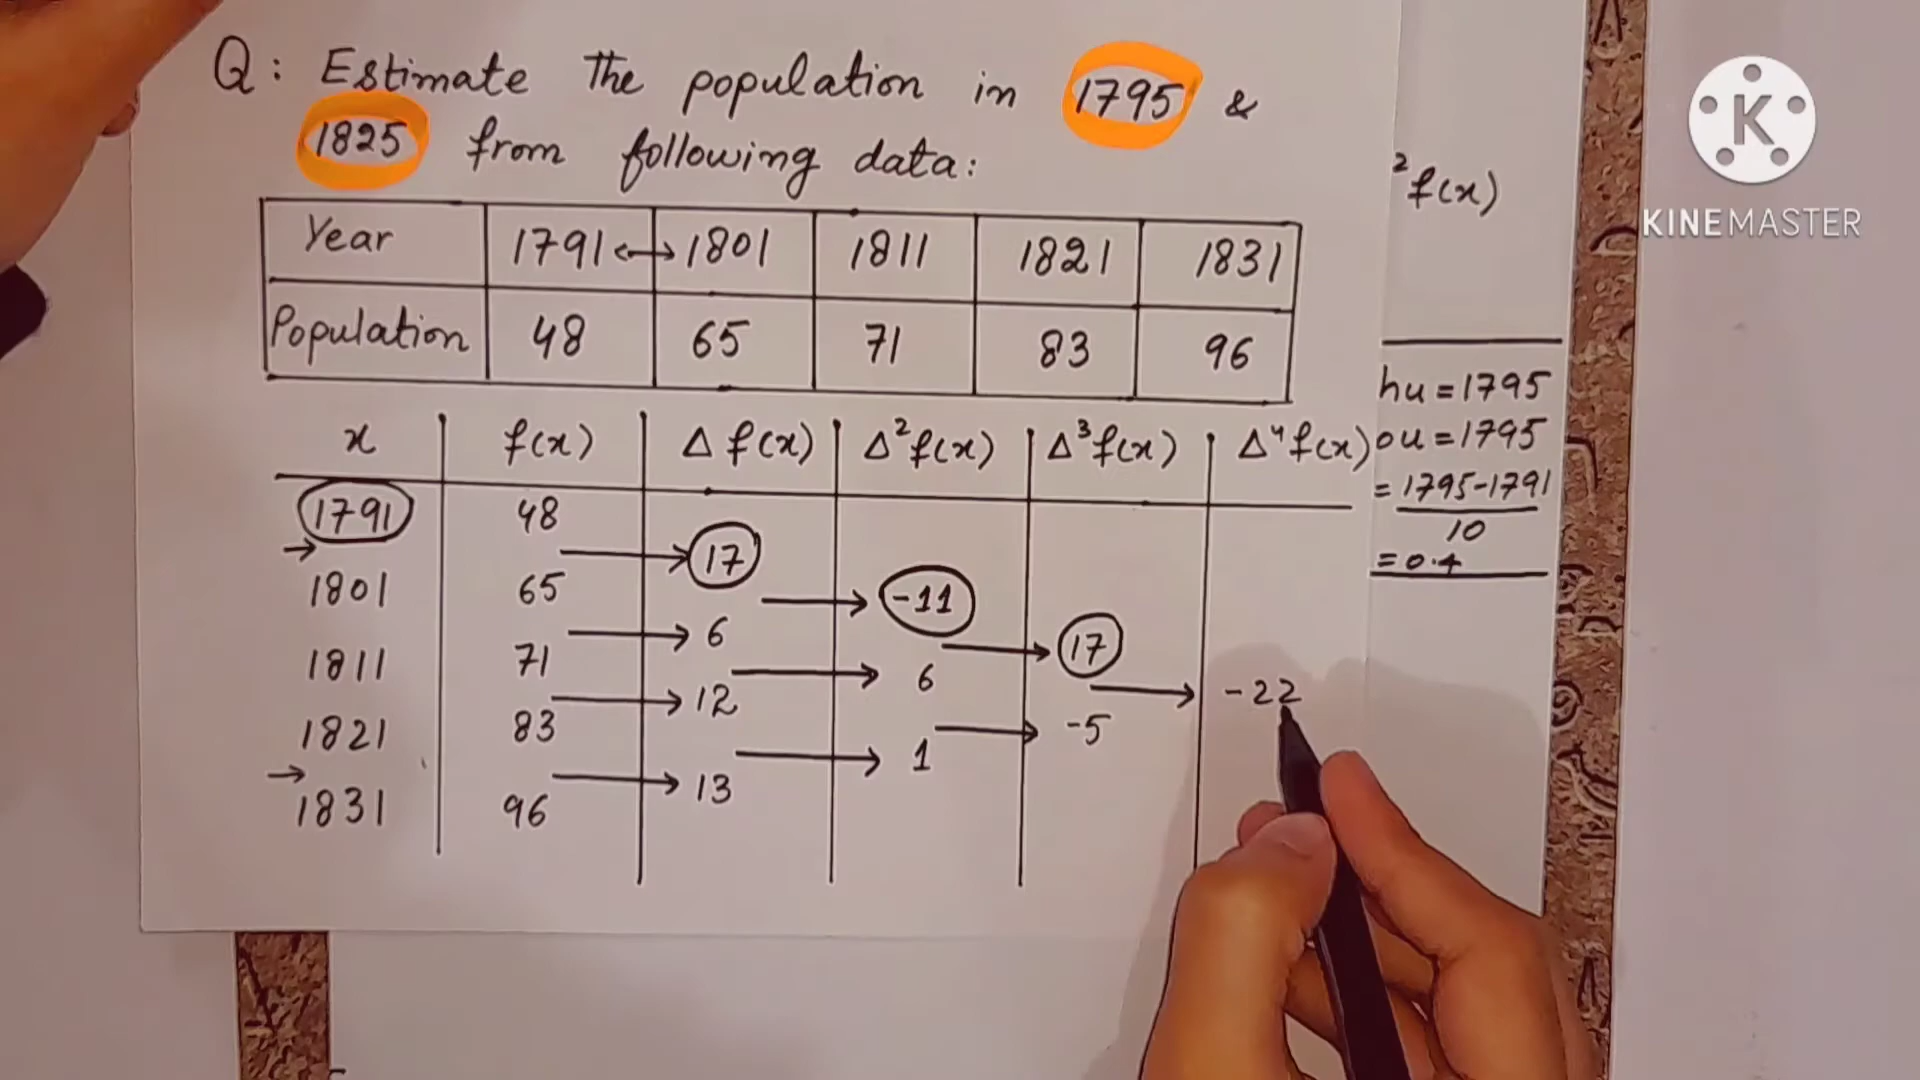 Q: Estimate the population in 1795 &
1825 from following data:
Year 1791 ↔ 1801 1811 1821 1831
Population 48 65 71 83 96
x f(x) Δf(x) Δ²f(x) Δ³f(x) Δ⁴f(x)
1791 48
→ 17
1801 65 → -11
→ 6 → 17
1811 71 → 6 → -22
→ 12 → -5
1821 83 → 1
→ 13
1831 96
²f(x)
hu = 1795
0u = 1795
= 1795-1791
10
= 0.4
K
KINEMASTER